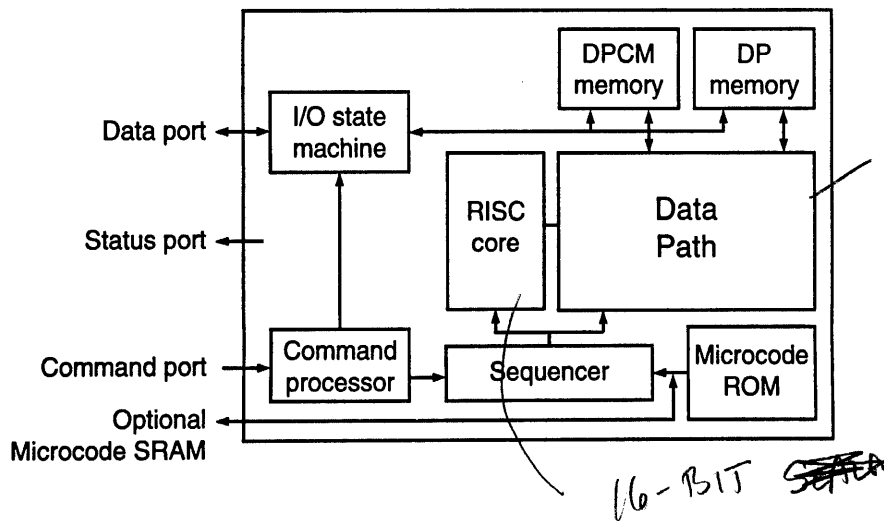 DPCM
memory
DP
memory
Data port
I/O state
machine
RISC
core
Data
Path
Status port
Command port
Command
processor
Sequencer
Microcode
ROM
Optional
Microcode SRAM
16-BIT